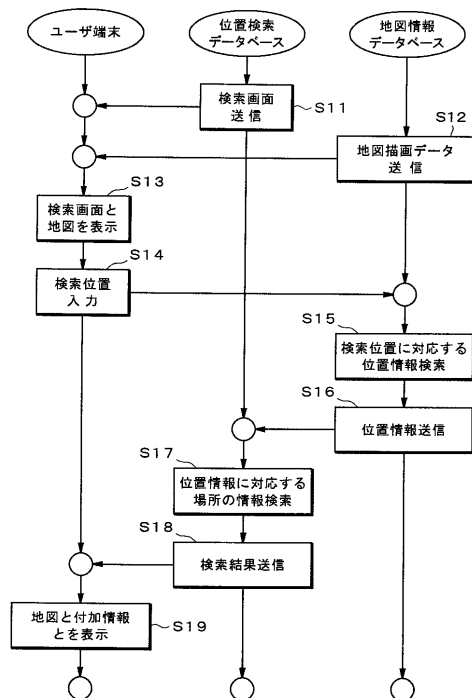 ユーザ端末
位置検索
データベース
地図情報
データベース
検索画面
送信
S11
地図描画データ
送信
S12
検索画面と
地図を表示
S13
検索位置
入力
S14
検索位置に対応する
位置情報検索
S15
位置情報送信
S16
位置情報に対応する
場所の情報検索
S17
検索結果送信
S18
地図と付加情報
とを表示
S19